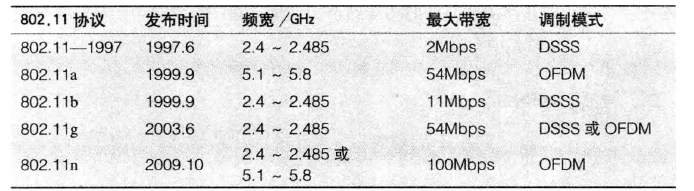 802.11 协议 发布时间 频宽/GHz 最大带宽 调制模式
802.11—1997 1997.6 2.4 ~ 2.485 2Mbps DSSS
802.11a 1999.9 5.1 ~ 5.8 54Mbps OFDM
802.11b 1999.9 2.4 ~ 2.485 11Mbps DSSS
802.11g 2003.6 2.4 ~ 2.485 54Mbps DSSS 或 OFDM
802.11n 2009.10 2.4 ~ 2.485 或 100Mbps OFDM
5.1 ~ 5.8